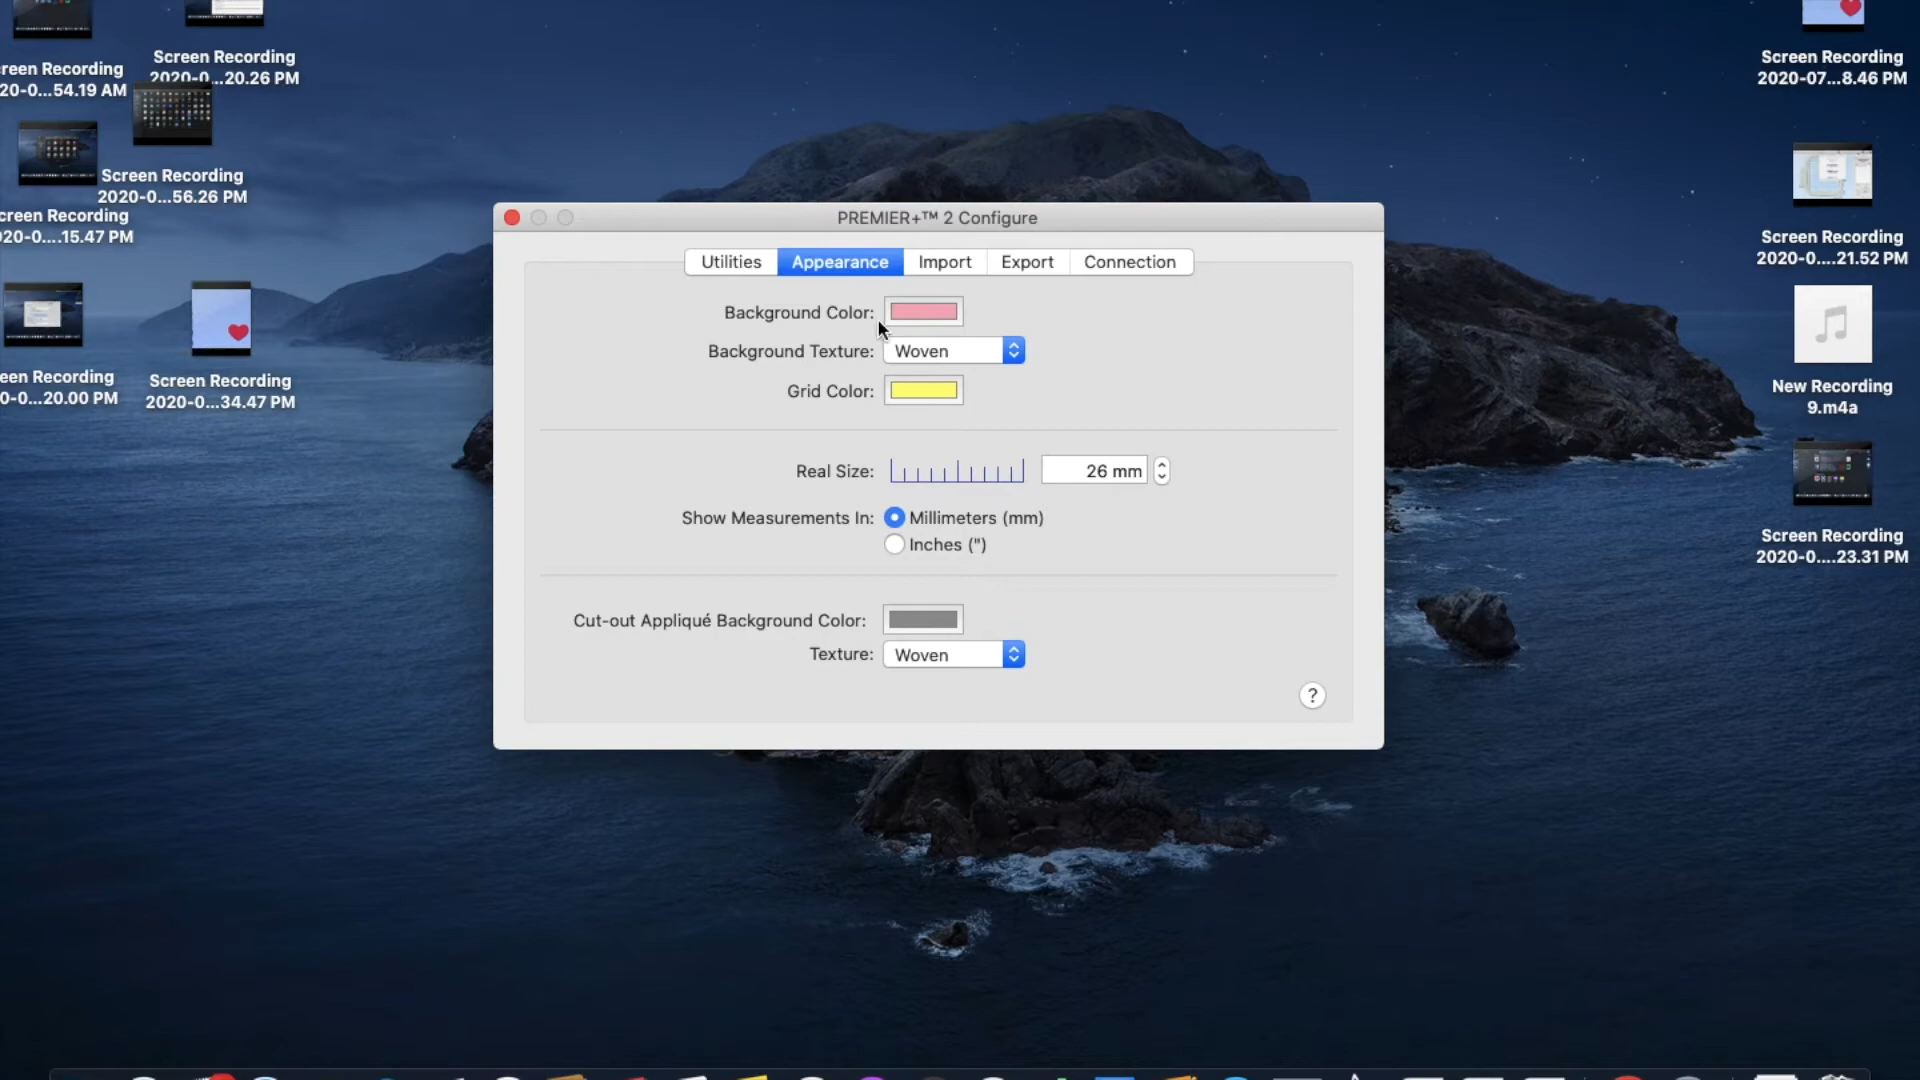 Screen Recording
2020-0...20.26 PM
reen Recording
20-0...54.19 AM
Screen Recording
2020-0...56.26 PM
creen Recording
20-0....15.47 PM
een Recording
0-0...20.00 PM
Screen Recording
2020-0...34.47 PM
PREMIER+™ 2 Configure
Utilities
Appearance
Import
Export
Connection
Background Color:
Background Texture: Woven
Grid Color:
Real Size: 26 mm
Show Measurements In: Millimeters (mm)
Inches (")
Cut-out Appliqué Background Color:
Texture: Woven
?
Screen Recording
2020-07...8.46 PM
Screen Recording
2020-0....21.52 PM
New Recording
9.m4a
Screen Recording
2020-0....23.31 PM